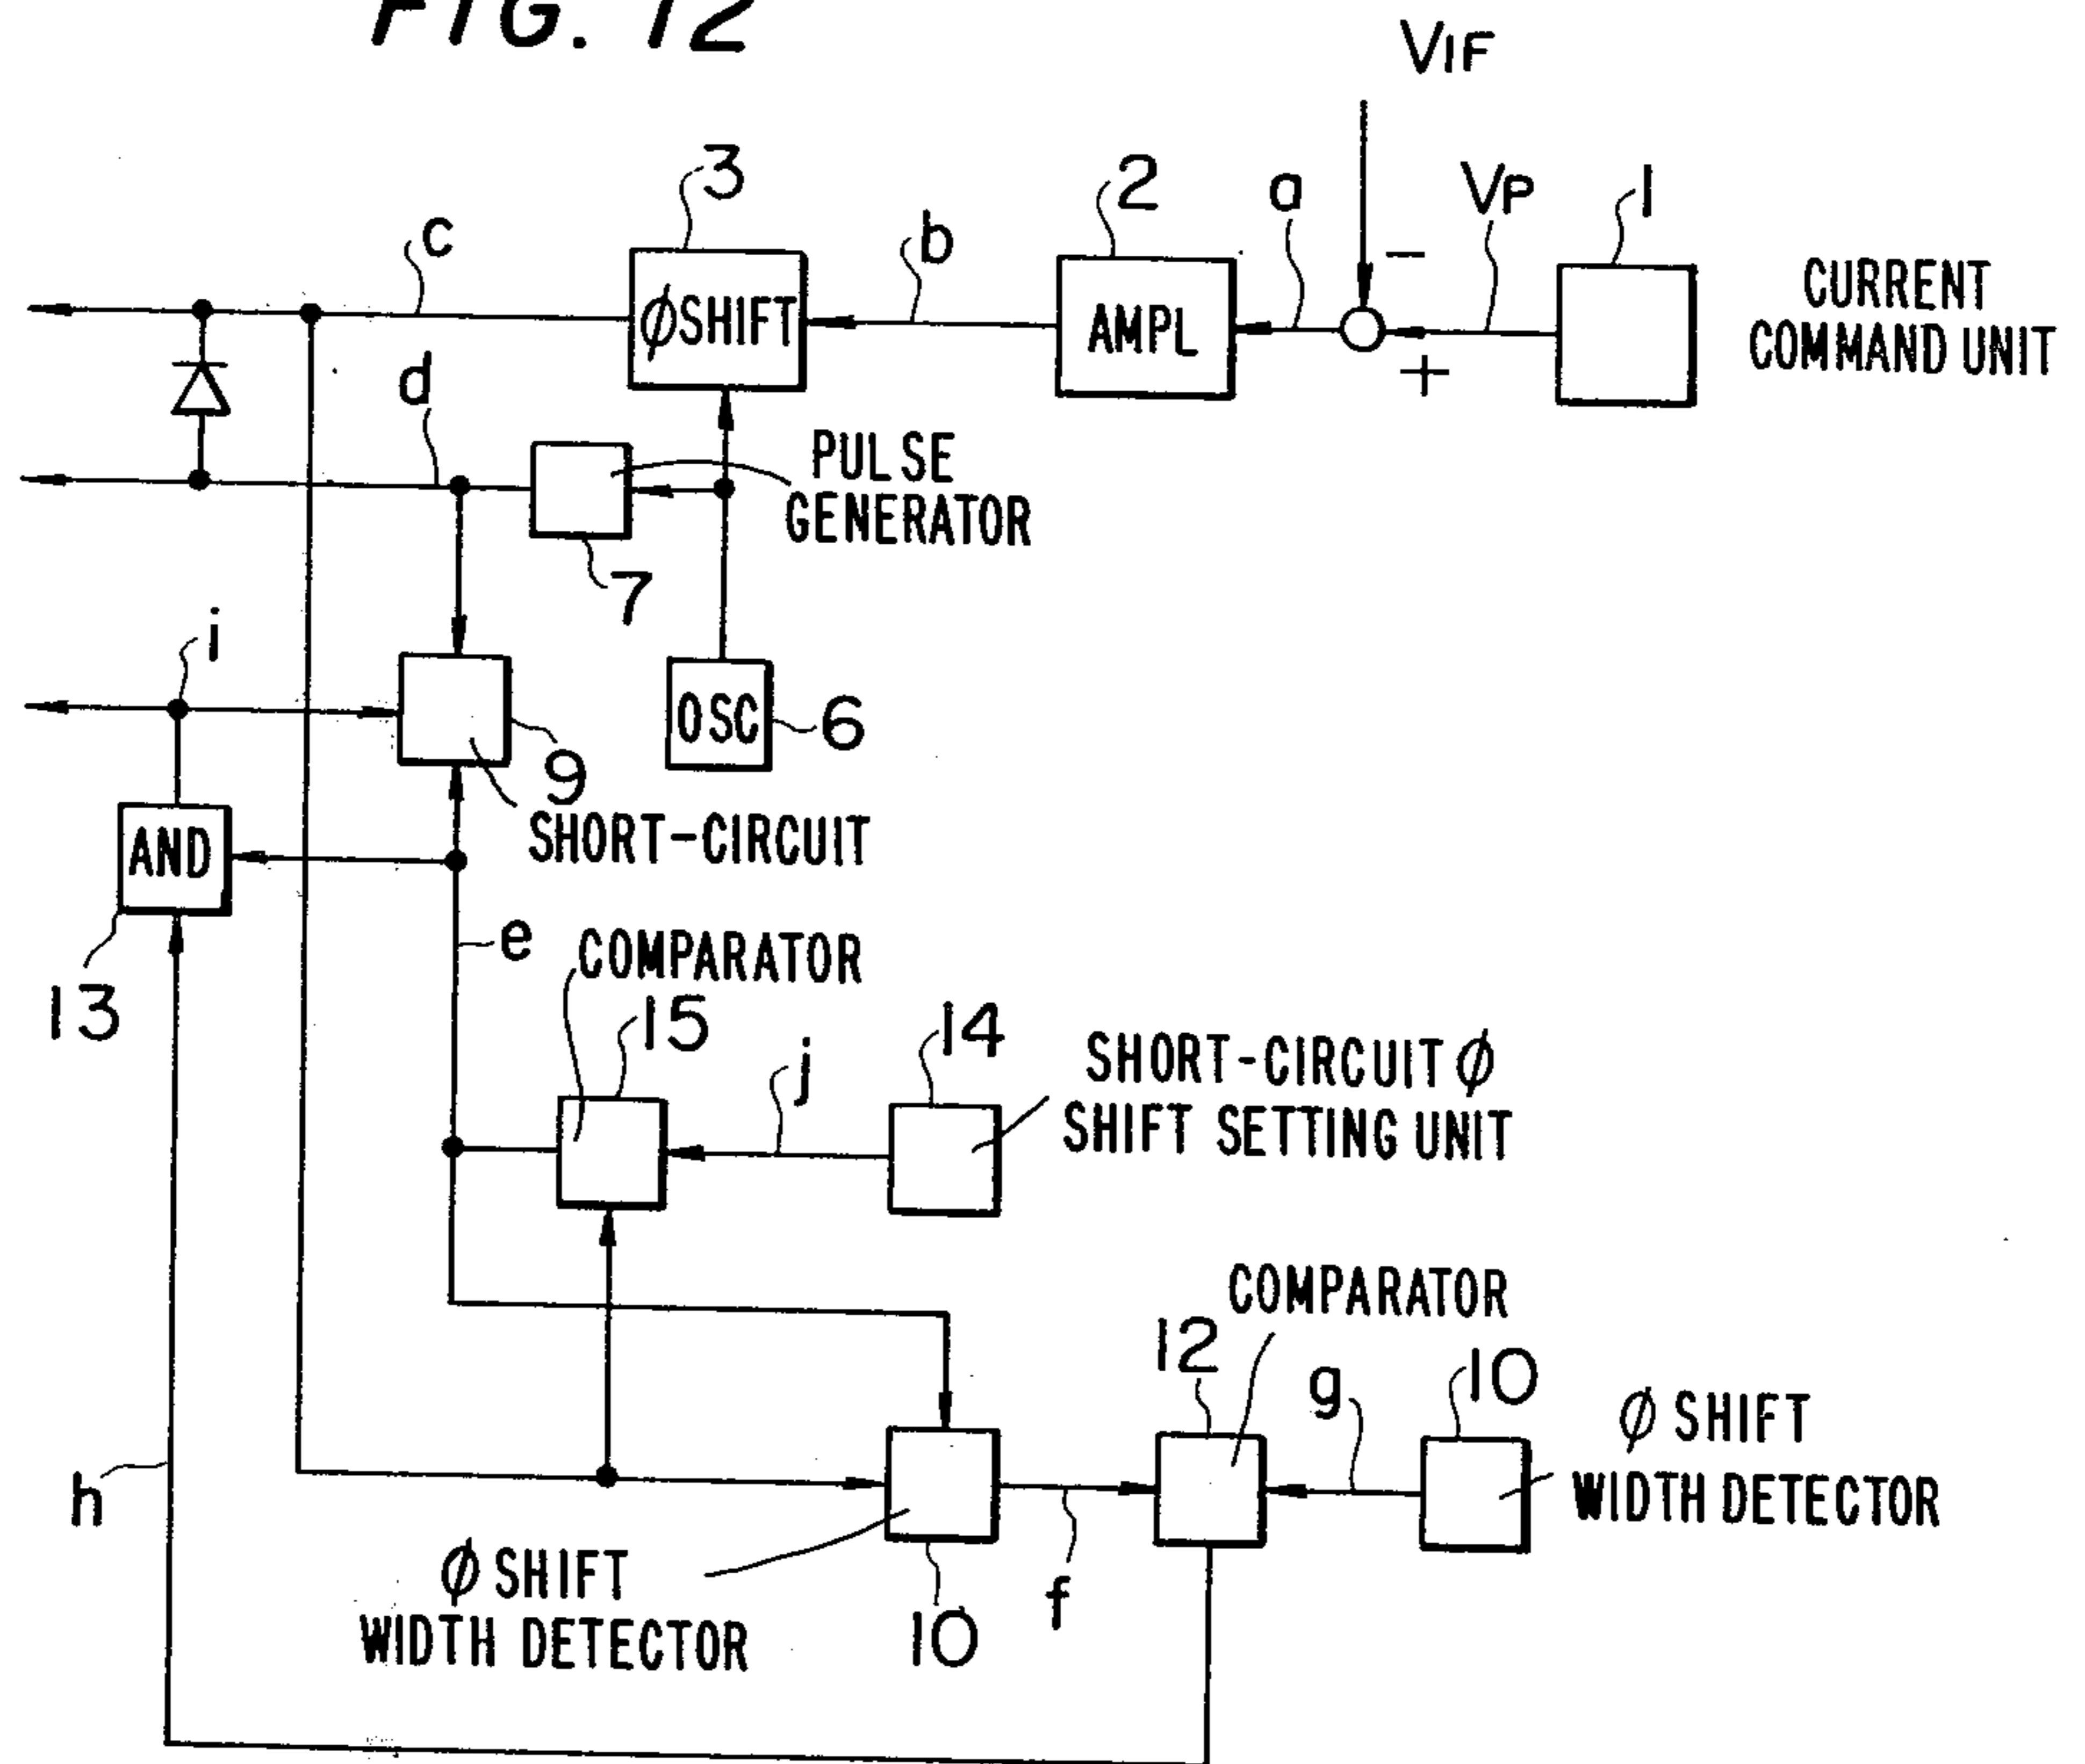 FIG. 12
VIF
3
2
a
VP
1
c
b
−
φ SHIFT
AMPL
CURRENT
COMMAND UNIT
+
d
PULSE
GENERATOR
7
i
OSC
6
9
SHORT-CIRCUIT
AND
e
COMPARATOR
13
15
j
14
SHORT-CIRCUIT φ
SHIFT SETTING UNIT
COMPARATOR
12
g
10
φ SHIFT
WIDTH DETECTOR
h
φ SHIFT
WIDTH DETECTOR
10
f